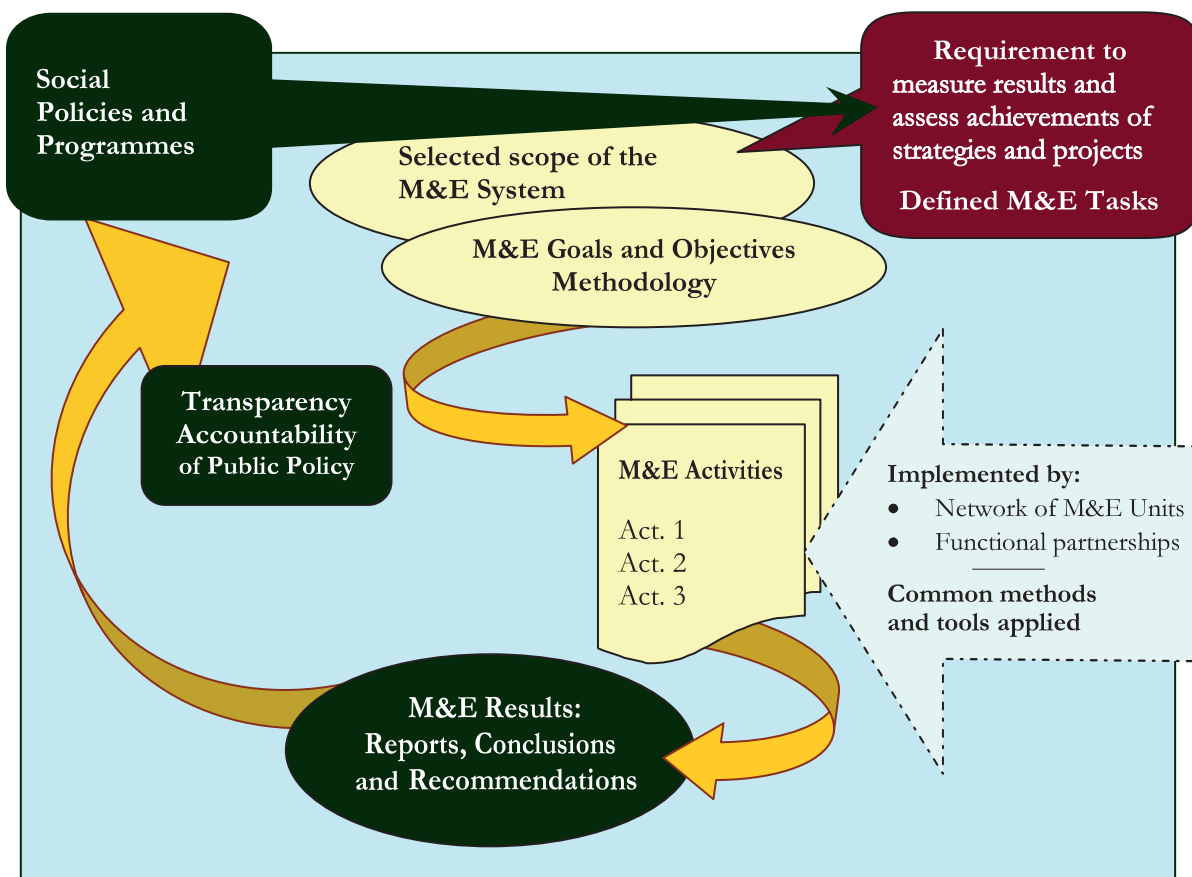 Social
Policies and
Programmes
Requirement to
measure results and
assess achievements of
strategies and projects
Defined M&E Tasks
Selected scope of the
M&E System
M&E Goals and Objectives
Methodology
Transparency
Accountability
of Public Policy
M&E Activities
Act. 1
Act. 2
Act. 3
Implemented by:
• Network of M&E Units
• Functional partnerships
Common methods
and tools applied
M&E Results:
Reports, Conclusions
and Recommendations